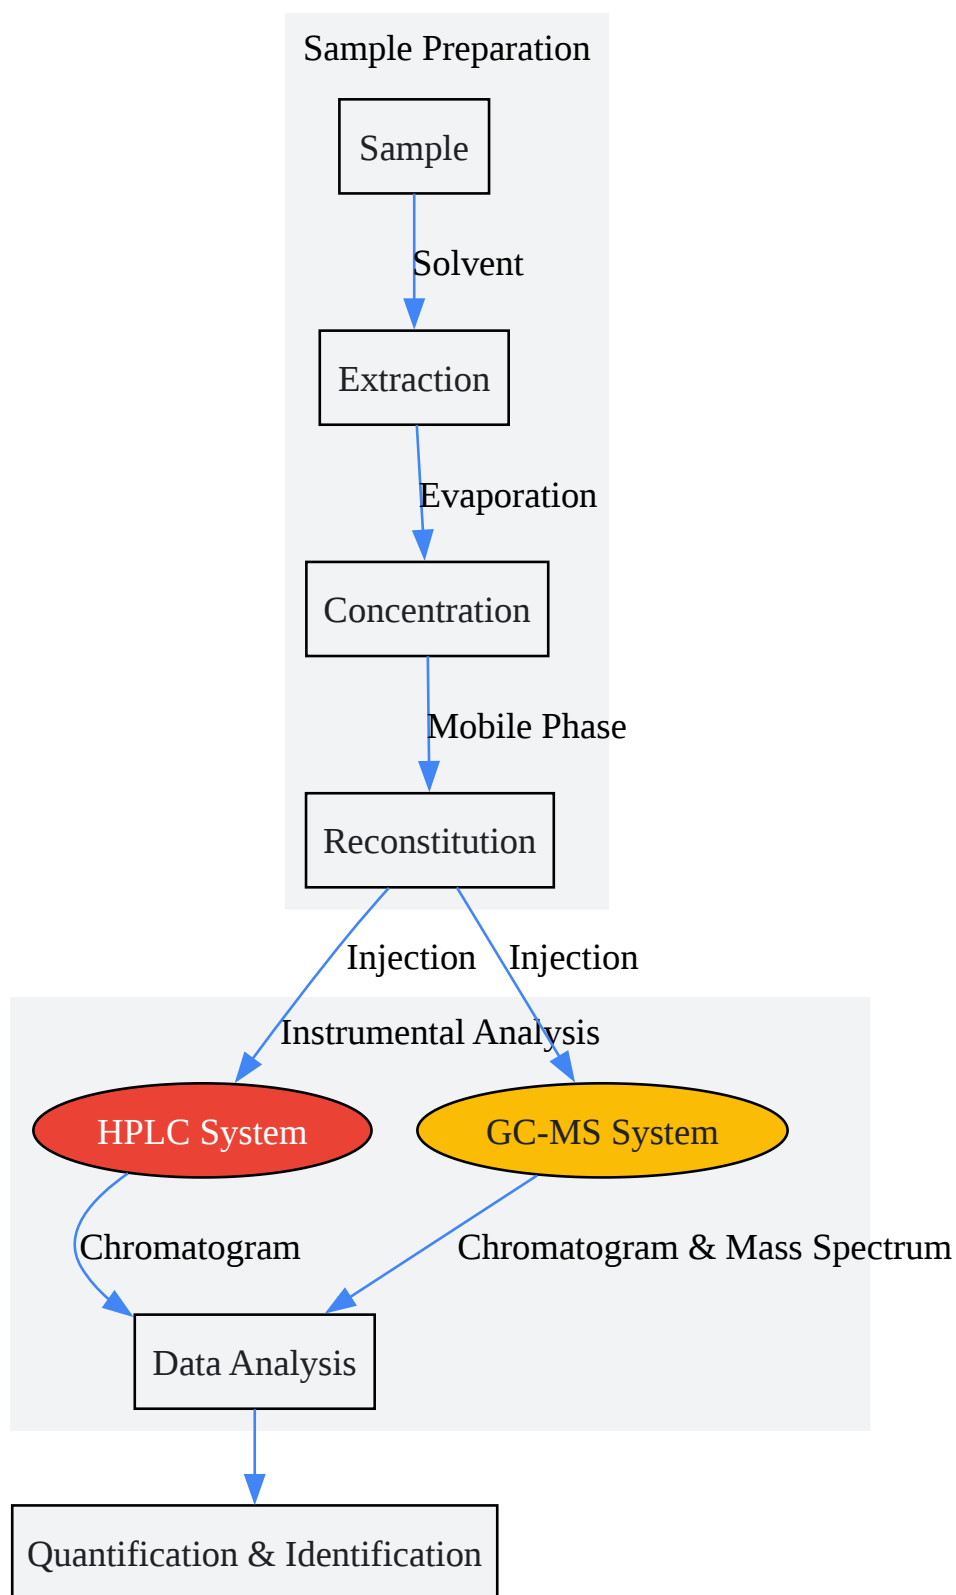 Sample Preparation
Sample
Solvent
Extraction
Evaporation
Concentration
Mobile Phase
Reconstitution
Injection
Injection
Instrumental Analysis
HPLC System
GC-MS System
Chromatogram
Chromatogram & Mass Spectrum
Data Analysis
Quantification & Identification